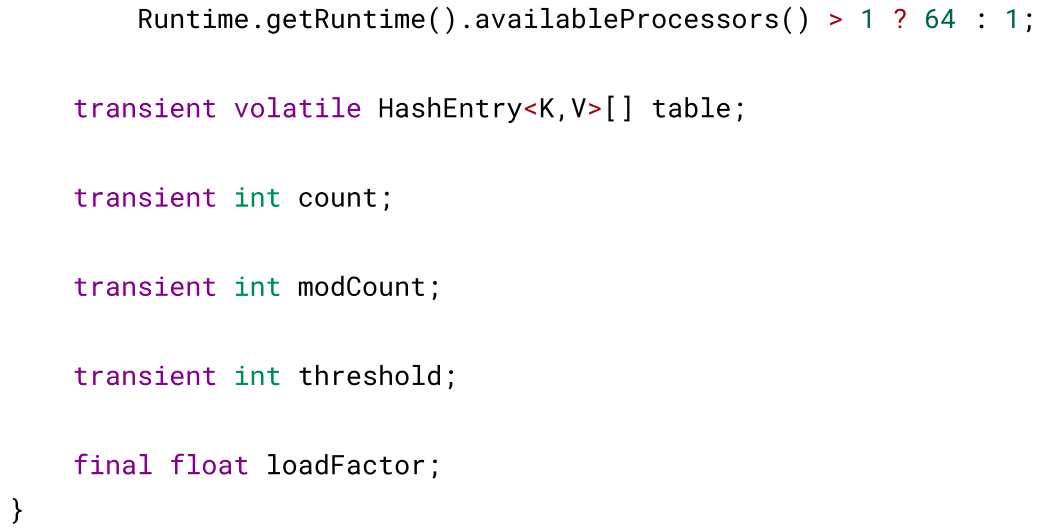 Runtime.getRuntime().availableProcessors() > 1 ? 64 : 1;
transient volatile HashEntry<K,V>[] table;
transient int count;
transient int modCount;
transient int threshold;
final float loadFactor;
}